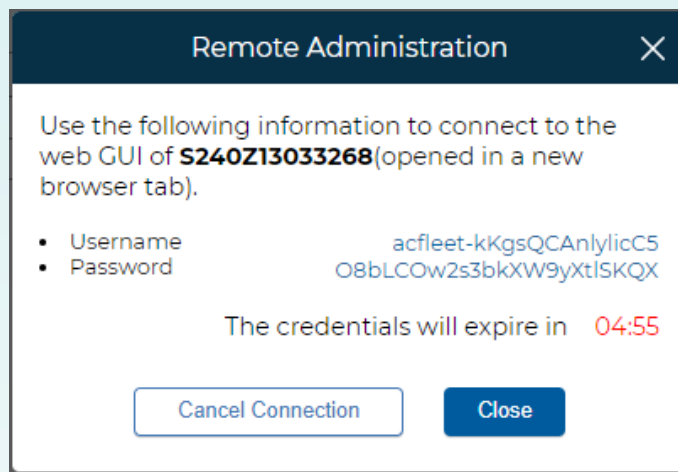 Remote Administration
Use the following information to connect to the
web GUI of S240Z13033268(opened in a new
browser tab).
• Username acfleet-kKgsQCAnlylicC5
• Password O8bLCOw2s3bkXW9yXtlSKQX
The credentials will expire in 04:55
Cancel Connection Close